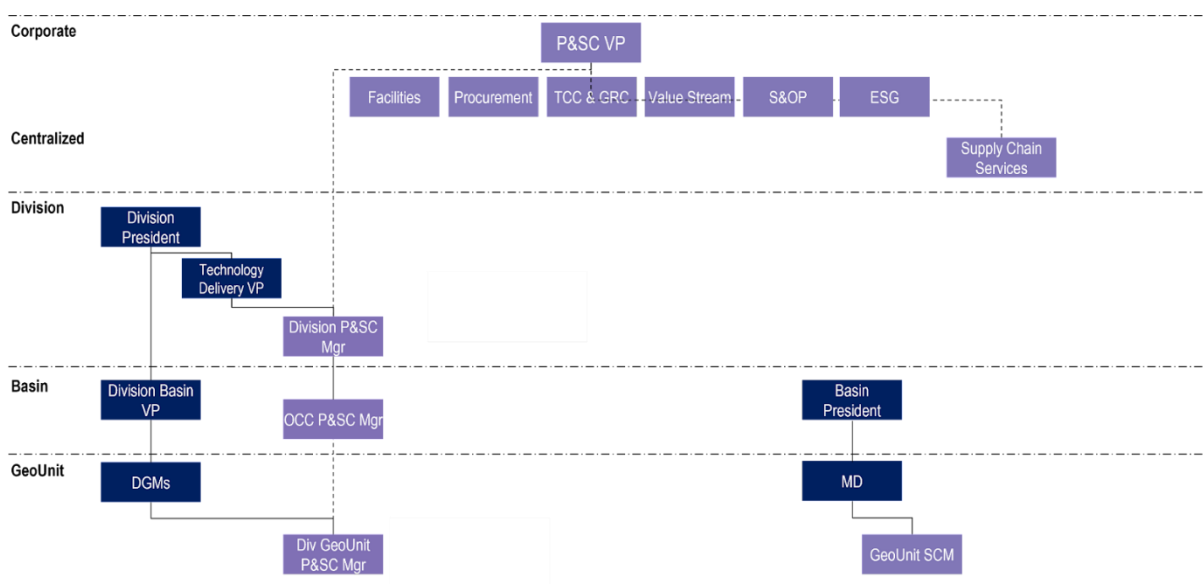 Corporate
P&SC VP
Facilities
Procurement
TCC & GRC
Value Stream
S&OP
ESG
Centralized
Supply Chain
Services
Division
Division
President
Technology
Delivery VP
Division P&SC
Mgr
Basin
Division Basin
VP
OCC P&SC Mgr
Basin
President
GeoUnit
DGMs
MD
Div GeoUnit
P&SC Mgr
GeoUnit SCM